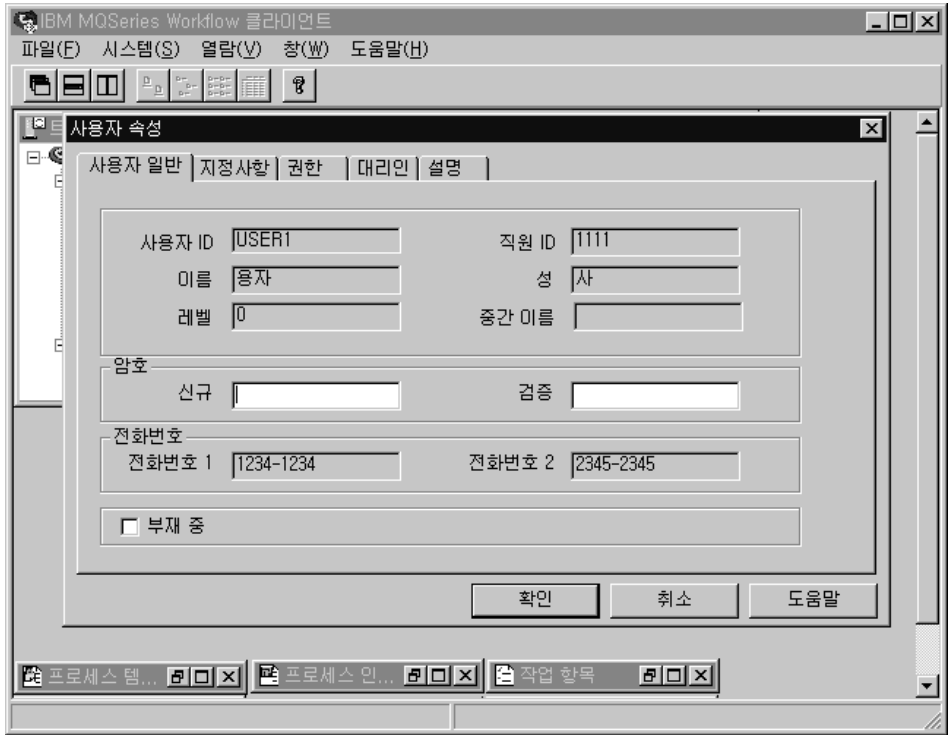 IBM MQSeries Workflow 클라이언트
파일(F) 시스템(S) 열람(V) 창(W) 도움말(H)
사용자 속성
사용자 일반 지정사항 권한 대리인 설명
사용자 ID USER1 직원 ID 1111
이름 용자 성 사
레벨 0 중간 이름
암호
신규 검증
전화번호
전화번호 1 1234-1234 전화번호 2 2345-2345
부재 중
확인 취소 도움말
프로세스 템... 프로세스 인... 작업 항목